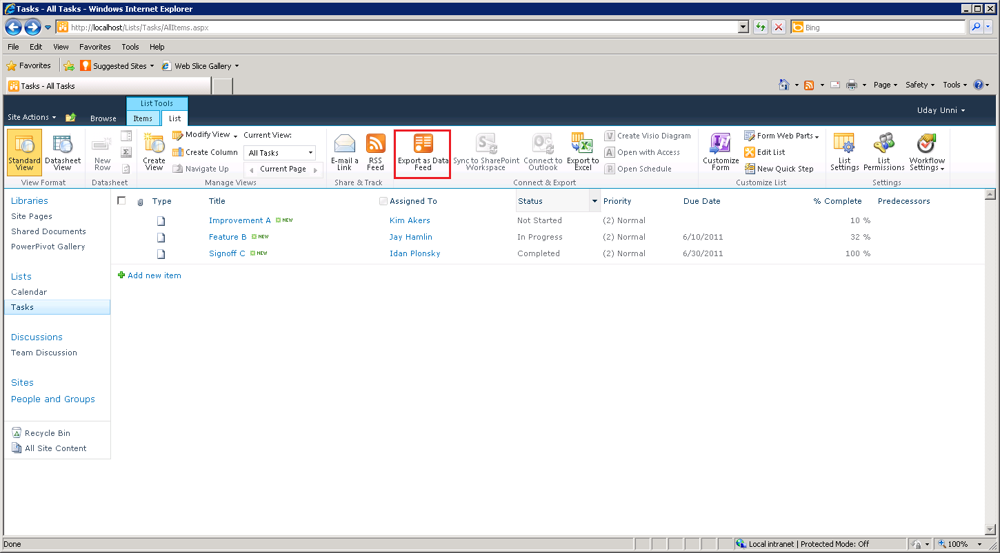 Tasks - All Tasks - Windows Internet Explorer
http://localhost/Lists/Tasks/AllItems.aspx
Bing
File Edit View Favorites Tools Help
Favorites Suggested Sites Web Slice Gallery
Tasks - All Tasks
Page Safety Tools
List Tools
Site Actions Browse Items List
Uday Unni
Standard View
Datasheet View
View Format
New Row
Datasheet
Create View
Modify View
Create Column
Navigate Up
Current View:
All Tasks
Current Page
Manage Views
E-mail a Link
RSS Feed
Share & Track
Export as Data Feed
Sync to SharePoint Workspace
Connect to Outlook
Export to Excel
Create Visio Diagram
Open with Access
Open Schedule
Connect & Export
Customize Form
Form Web Parts
Edit List
New Quick Step
Customize List
List Settings
List Permissions
Workflow Settings
Settings
Libraries
Site Pages
Shared Documents
PowerPivot Gallery
Lists
Calendar
Tasks
Discussions
Team Discussion
Sites
People and Groups
Recycle Bin
All Site Content
Type Title Assigned To Status Priority Due Date % Complete Predecessors
Improvement A NEW Kim Akers Not Started (2) Normal 10 %
Feature B NEW Jay Hamlin In Progress (2) Normal 6/10/2011 32 %
Signoff C NEW Idan Plonsky Completed (2) Normal 6/30/2011 100 %
Add new item
Done
Local intranet | Protected Mode: Off
100%